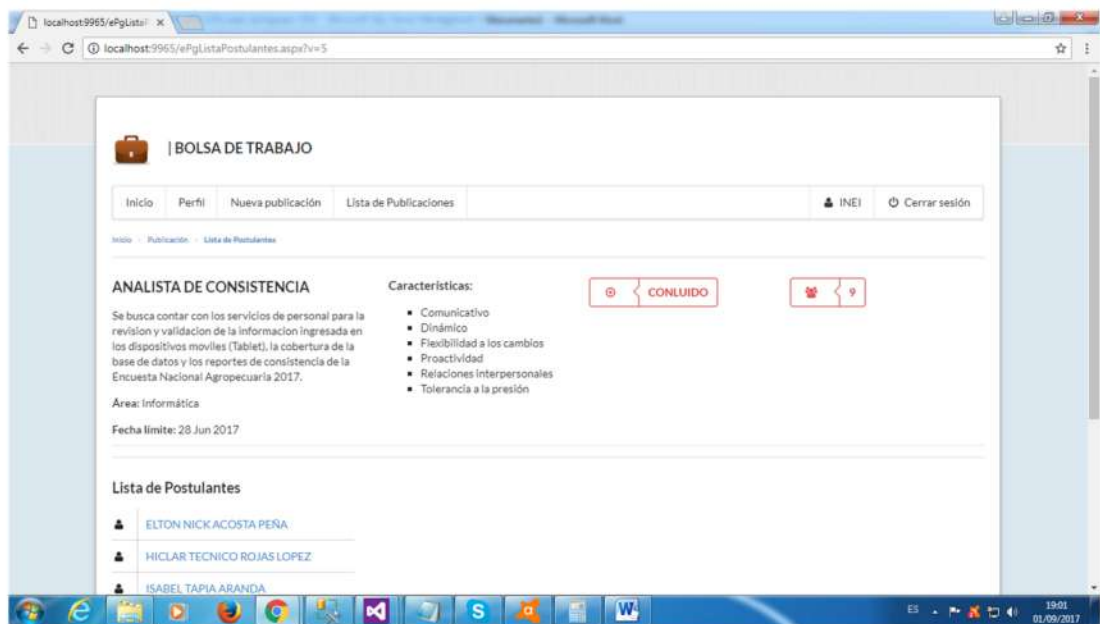 localhost:9965/ePgListaP
localhost:9965/ePgListaPostulantes.aspx?v=5
| BOLSA DE TRABAJO
Inicio
Perfil
Nueva publicación
Lista de Publicaciones
INEI
Cerrar sesión
Inicio
Publicación
Lista de Postulantes
ANALISTA DE CONSISTENCIA
Se busca contar con los servicios de personal para la
revision y validacion de la informacion ingresada en
los dispositivos moviles (Tablet), la cobertura de la
base de datos y los reportes de consistencia de la
Encuesta Nacional Agropecuaria 2017.
Área: Informática
Fecha límite: 28 Jun 2017
Características:
Comunicativo
Dinámico
Flexibilidad a los cambios
Proactividad
Relaciones interpersonales
Tolerancia a la presión
CONLUIDO
9
Lista de Postulantes
ELTON NICK ACOSTA PEÑA
HICLAR TECNICO ROJAS LOPEZ
ISABEL TAPIA ARANDA
ES
19:01
01/09/2017